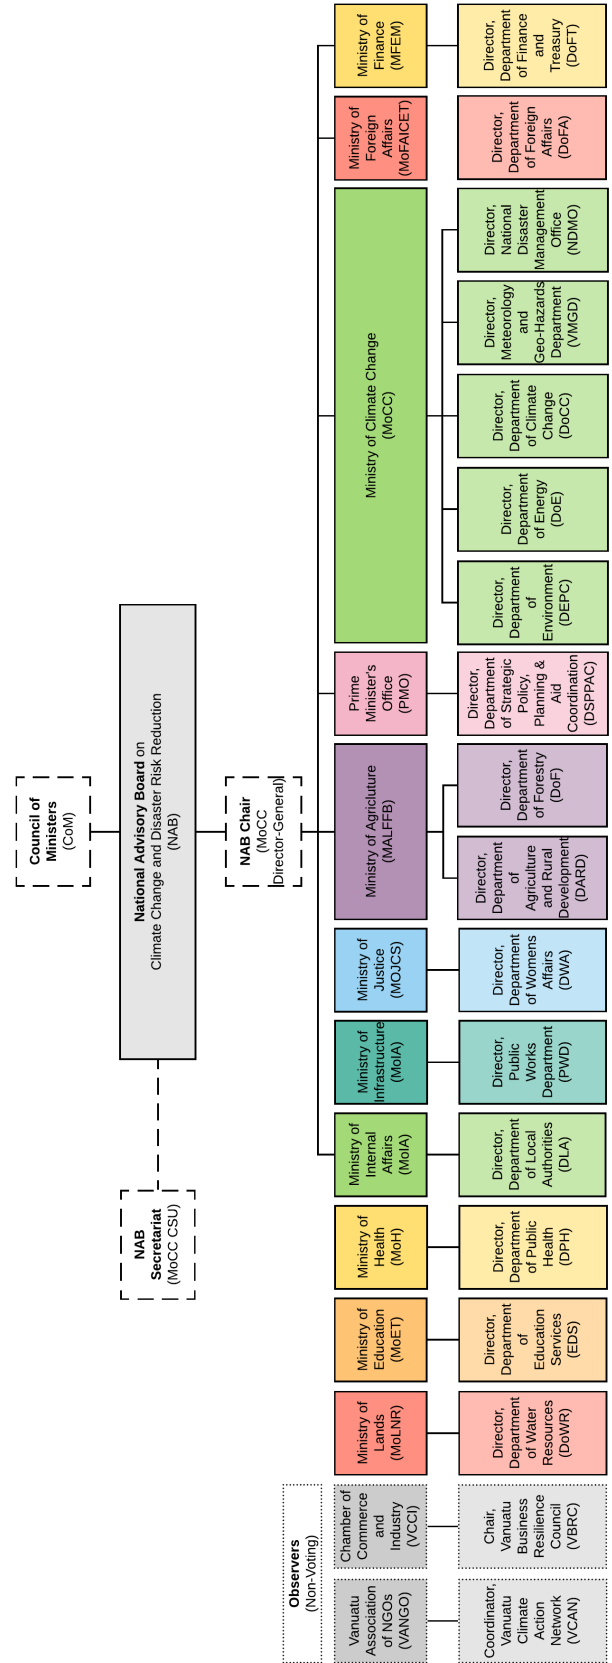 Council of
Ministers
(CoM)
National Advisory Board on
Climate Change and Disaster Risk Reduction
(NAB)
NAB
Secretariat
(MoCC CSU)
NAB Chair
(MoCC
Director-General)
Observers
(Non-Voting)
Vanuatu
Association
of NGOs
(VANGO)
Chamber of
Commerce
and
Industry
(VCCI)
Ministry of
Lands
(MoLNR)
Ministry of
Education
(MoET)
Ministry of
Health
(MoH)
Ministry of
Internal
Affairs
(MoIA)
Ministry of
Infrastructure
(MoIA)
Ministry of
Justice
(MOJCS)
Ministry of Agricluture
(MALFFB)
Prime
Minister's
Office
(PMO)
Ministry of Climate Change
(MoCC)
Ministry of
Foreign
Affairs
(MoFAICET)
Ministry of
Finance
(MFEM)
Coordinator,
Vanuatu
Climate
Action
Network
(VCAN)
Chair,
Vanuatu
Business
Resilience
Council
(VBRC)
Director,
Department
of Water
Resources
(DoWR)
Director,
Department
of
Education
Services
(EDS)
Director,
Department
of Public
Health
(DPH)
Director,
Department
of Local
Authorities
(DLA)
Director,
Public
Works
Department
(PWD)
Director,
Department
of Womens
Affairs
(DWA)
Director,
Department
of
Agriculture
and Rural
Development
(DARD)
Director,
Department
of Forestry
(DoF)
Director,
Department
of Strategic
Policy,
Planning &
Aid
Coordination
(DSPPAC)
Director,
Department
of
Environment
(DEPC)
Director,
Department
of Energy
(DoE)
Director,
Department
of Climate
Change
(DoCC)
Director,
Meteorology
and
Geo-Hazards
Department
(VMGD)
Director,
National
Disaster
Management
Office
(NDMO)
Director,
Department
of Foreign
Affairs
(DoFA)
Director,
Department
of Finance
and
Treasury
(DoFT)